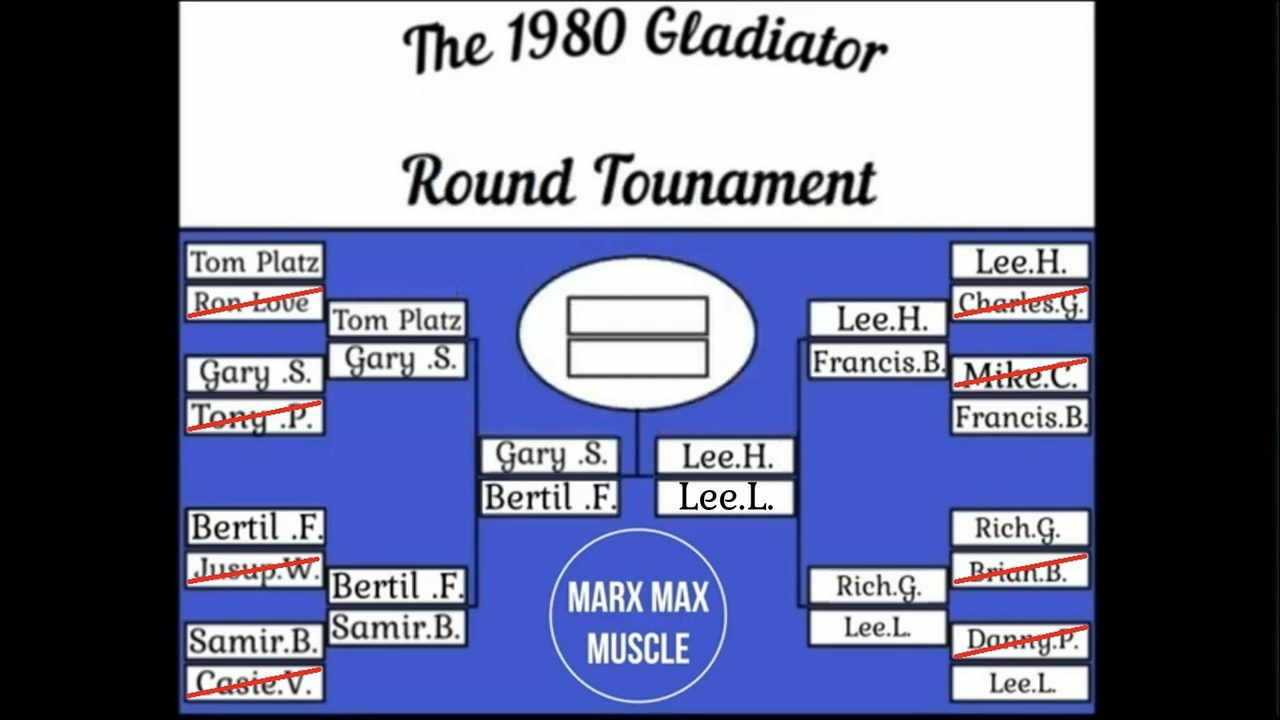 The 1980 Gladiator
Round Tounament
Tom Platz
Ron Love
Gary .S.
Tony .P.
Bertil .F.
Jusup.W.
Samir.B.
Casie.V.
Tom Platz
Gary .S.
Bertil .F.
Samir.B.
Gary .S.
Bertil .F.
Lee.H.
Lee.L.
MARX MAX
MUSCLE
Lee.H.
Francis.B.
Rich.G.
Lee.L.
Lee.H.
Charles.G.
Mike.C.
Francis.B.
Rich.G.
Brian.B.
Danny.P.
Lee.L.